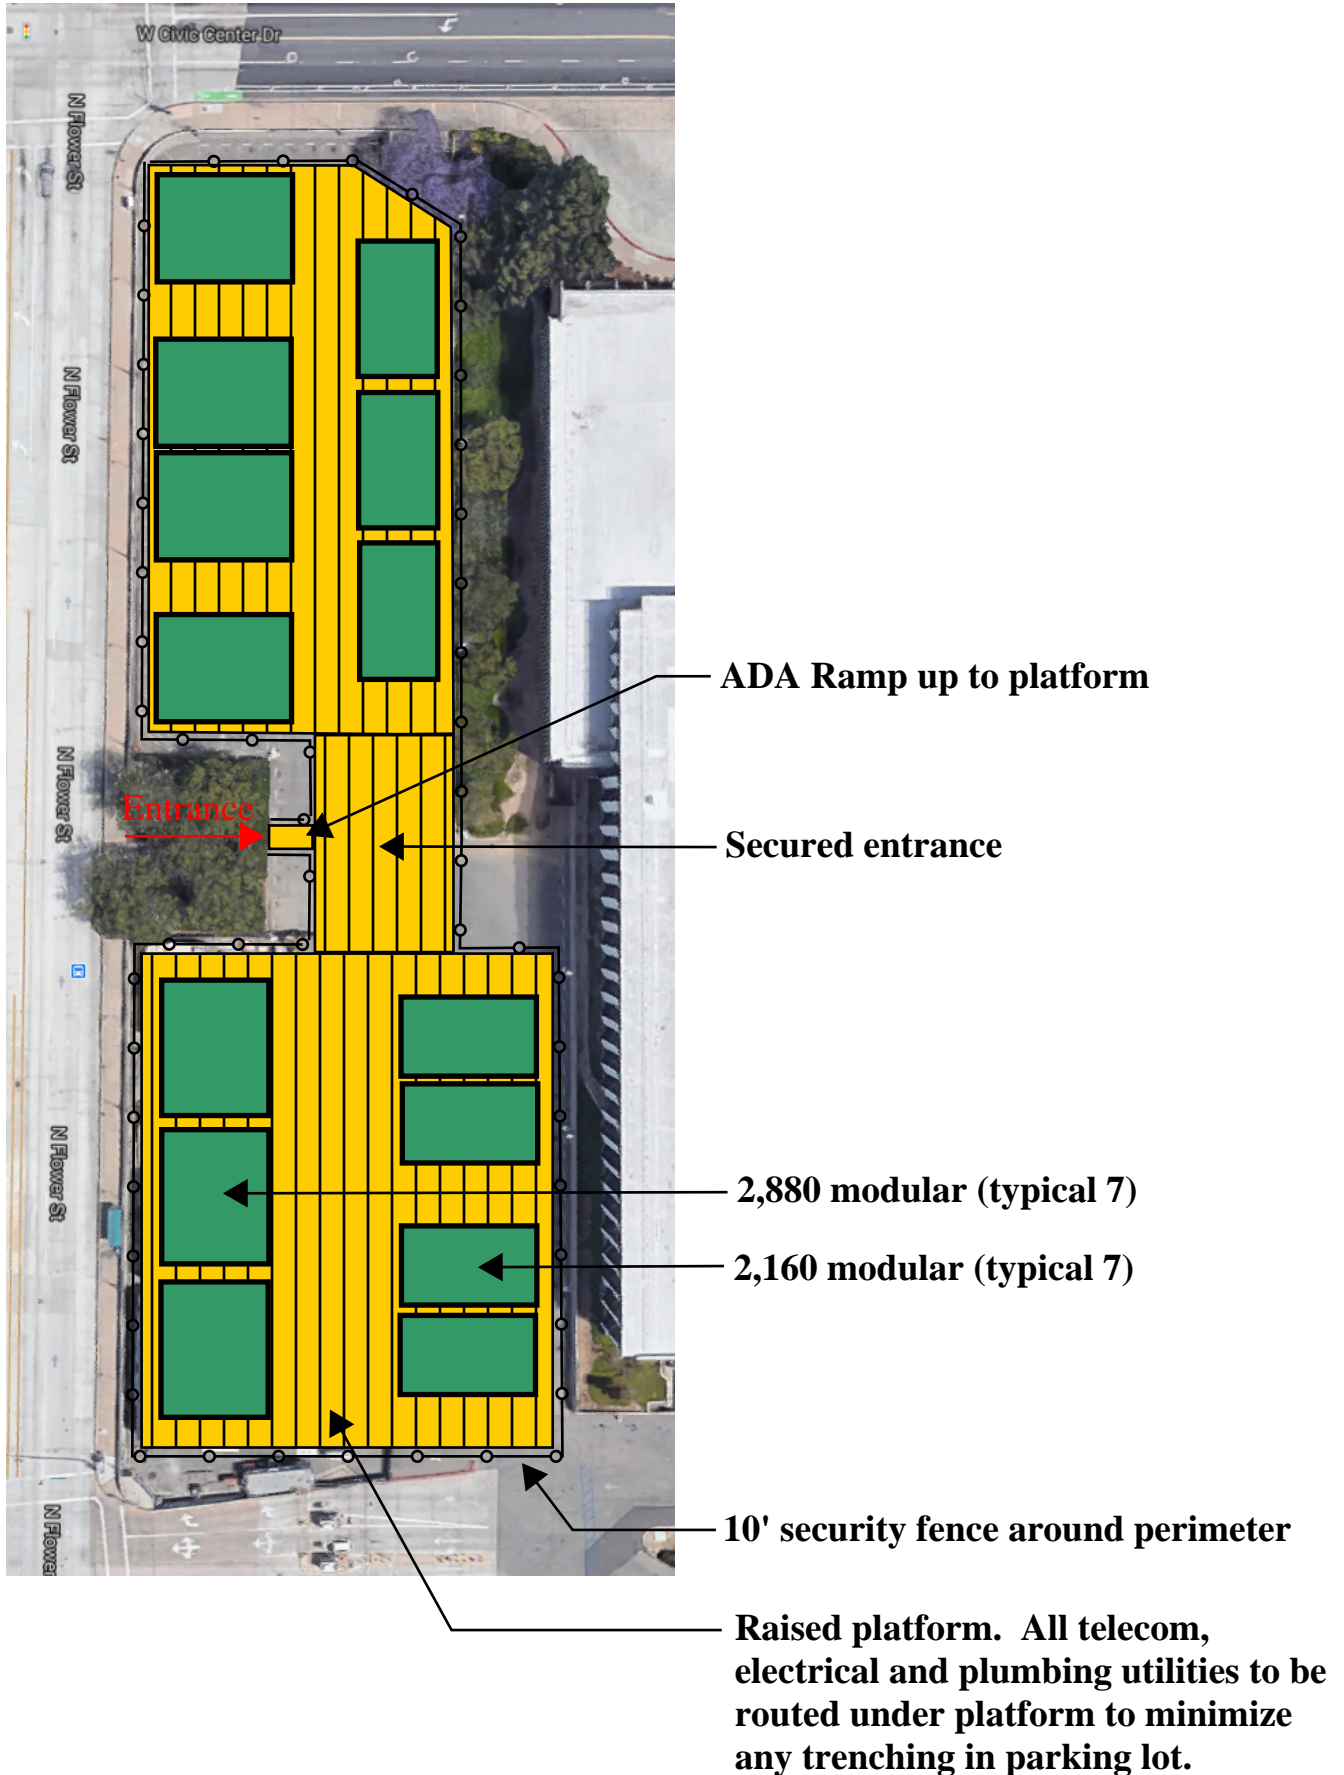 W Civic Center Dr
N Flower St
N Flower St
ADA Ramp up to platform
N Flower St
Entrance
Secured entrance
N Flower St
2,880 modular (typical 7)
2,160 modular (typical 7)
N Flower
10' security fence around perimeter
Raised platform.  All telecom,
electrical and plumbing utilities to be
routed under platform to minimize
any trenching in parking lot.